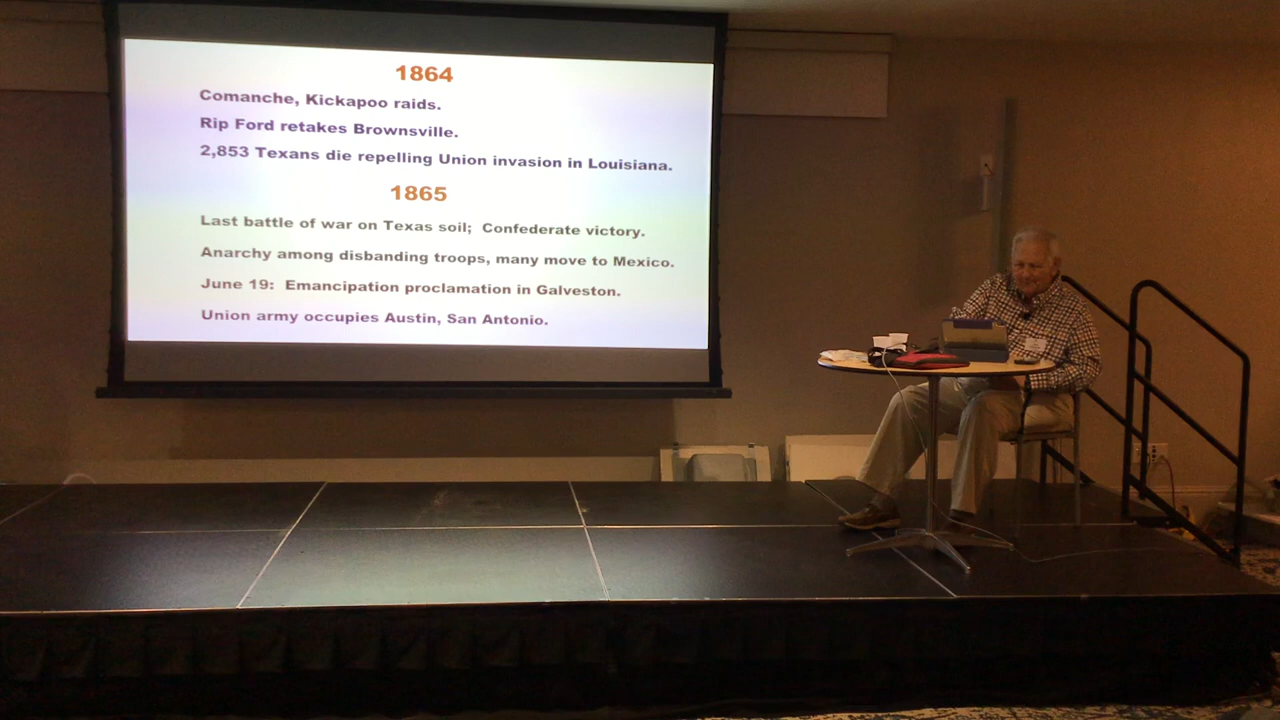 1864
Comanche, Kickapoo raids.
Rip Ford retakes Brownsville.
2,853 Texans die repelling Union invasion in Louisiana.
1865
Last battle of war on Texas soil; Confederate victory.
Anarchy among disbanding troops, many move to Mexico.
June 19: Emancipation proclamation in Galveston.
Union army occupies Austin, San Antonio.